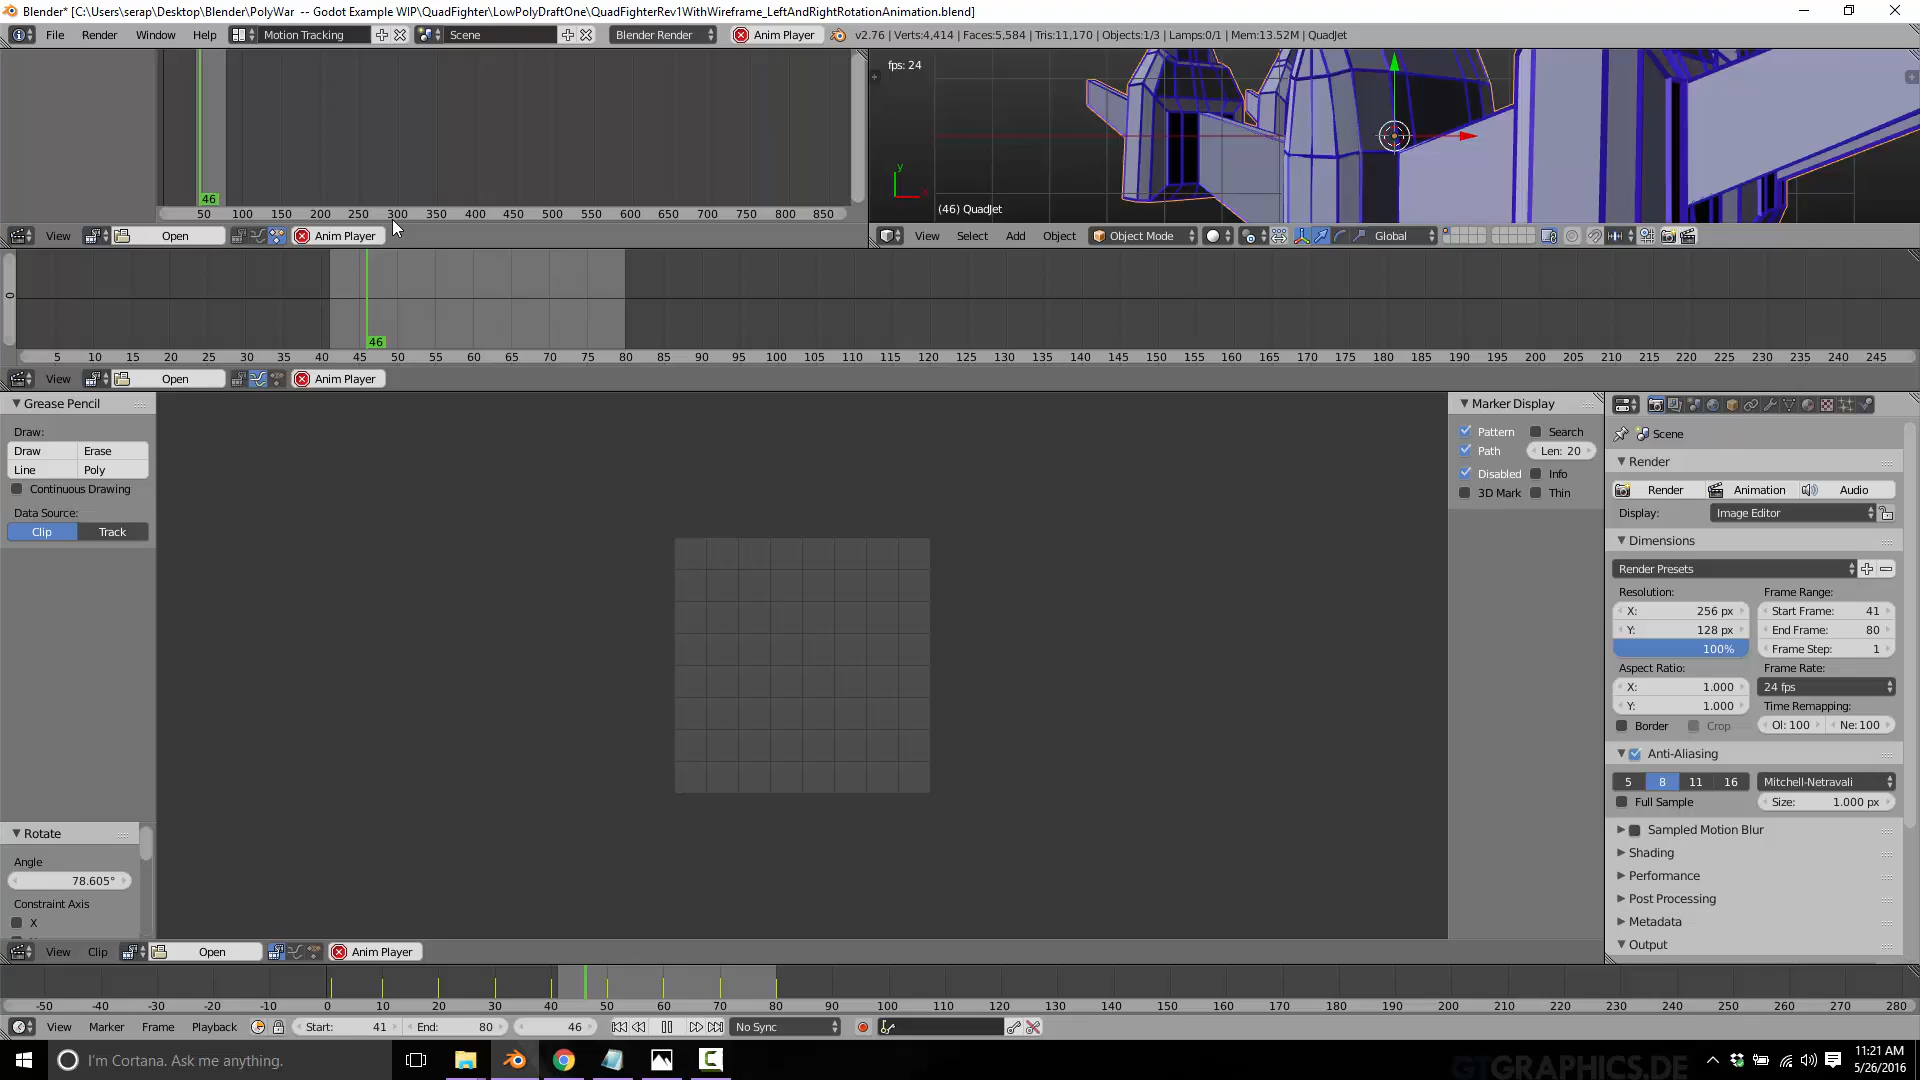 Blender* [C:\Users\serap\Desktop\Blender\PolyWar -- Godot Example WIP\QuadFighter\LowPolyDraftOne\QuadFighterRev1WithWireframe_LeftAndRightRotationAnimation.blend]
File Render Window Help Motion Tracking Scene Blender Render Anim Player v2.76 | Verts:4,414 | Faces:5,584 | Tris:11,170 | Objects:1/3 | Lamps:0/1 | Mem:13.52M | QuadJet
fps: 24
y
46
(46) QuadJet
50 100 150 200 250 300 350 400 450 500 550 600 650 700 750 800 850
View Open Anim Player
View Select Add Object Object Mode Global
0
46
5 10 15 20 25 30 35 40 45 50 55 60 65 70 75 80 85 90 95 100 105 110 115 120 125 130 135 140 145 150 155 160 165 170 175 180 185 190 195 200 205 210 215 220 225 230 235 240 245
View Open Anim Player
Grease Pencil
Draw:
Draw Erase
Line Poly
Continuous Drawing
Data Source:
Clip Track
Rotate
Angle
78.605°
Constraint Axis
X
Marker Display
Pattern Search
Path Len: 20
Disabled Info
3D Mark Thin
Scene
Render
Render Animation Audio
Display: Image Editor
Dimensions
Render Presets
Resolution: Frame Range:
X: 256 px Start Frame: 41
Y: 128 px End Frame: 80
100% Frame Step: 1
Aspect Ratio: Frame Rate:
X: 1.000 24 fps
Y: 1.000 Time Remapping:
Border Crop Ol: 100 Ne: 100
Anti-Aliasing
5 8 11 16 Mitchell-Netravali
Full Sample Size: 1.000 px
Sampled Motion Blur
Shading
Performance
Post Processing
Metadata
Output
View Clip Open Anim Player
-50 -40 -30 -20 -10 0 10 20 30 40 50 60 70 80 90 100 110 120 130 140 150 160 170 180 190 200 210 220 230 240 250 260 270 280
View Marker Frame Playback Start: 41 End: 80 46 No Sync
I'm Cortana. Ask me anything.
GTGRAPHICS.DE
11:21 AM
5/26/2016